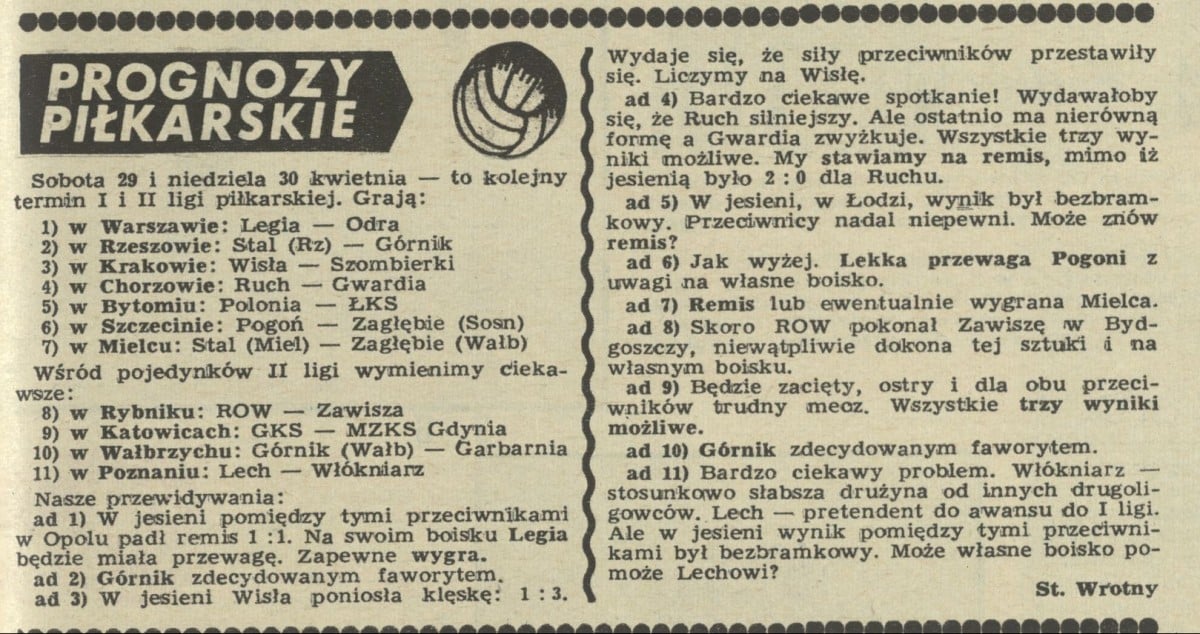 PROGNOZY
PIŁKARSKIE
Sobota 29 i niedziela 30 kwietnia — to kolejny
termin I i II ligi piłkarskiej. Grają:
1) w Warszawie: Legia — Odra
2) w Rzeszowie: Stal (Rz) — Górnik
3) w Krakowie: Wisła — Szombierki
4) w Chorzowie: Ruch — Gwardia
5) w Bytomiu: Polonia — ŁKS
6) w Szczecinie: Pogoń — Zagłębie (Sosn)
7) w Mielcu: Stal (Miel) — Zagłębie (Wałb)
Wśród pojedynków II ligi wymienimy cieka-
wsze:
8) w Rybniku: ROW — Zawisza
9) w Katowicach: GKS — MZKS Gdynia
10) w Wałbrzychu: Górnik (Wałb) — Garbarnia
11) w Poznaniu: Lech — Włókniarz
Nasze przewidywania:
ad 1) W jesieni pomiędzy tymi przeciwnikami
w Opolu padł remis 1 : 1. Na swoim boisku Legia
będzie miała przewagę. Zapewne wygra.
ad 2) Górnik zdecydowanym faworytem.
ad 3) W jesieni Wisła poniosła klęskę: 1 : 3.
Wydaje się, że siły przeciwników przestawiły
się. Liczymy na Wisłę.
ad 4) Bardzo ciekawe spotkanie! Wydawałoby
się, że Ruch silniejszy. Ale ostatnio ma nierówną
formę a Gwardia zwyżkuje. Wszystkie trzy wy-
niki możliwe. My stawiamy na remis, mimo iż
jesienią było 2 : 0 dla Ruchu.
ad 5) W jesieni, w Łodzi, wynik był bezbram-
kowy. Przeciwnicy nadal niepewni. Może znów
remis?
ad 6) Jak wyżej. Lekka przewaga Pogoni z
uwagi na własne boisko.
ad 7) Remis lub ewentualnie wygrana Mielca.
ad 8) Skoro ROW pokonał Zawiszę w Byd-
goszczy, niewątpliwie dokona tej sztuki i na
własnym boisku.
ad 9) Będzie zacięty, ostry i dla obu przeci-
wników trudny mecz. Wszystkie trzy wyniki
możliwe.
ad 10) Górnik zdecydowanym faworytem.
ad 11) Bardzo ciekawy problem. Włókniarz —
stosunkowo słabsza drużyna od innych drugoli-
gowców. Lech — pretendent do awansu do I ligi.
Ale w jesieni wynik pomiędzy tymi przeciwni-
kami był bezbramkowy. Może własne boisko po-
może Lechowi?
St. Wrotny